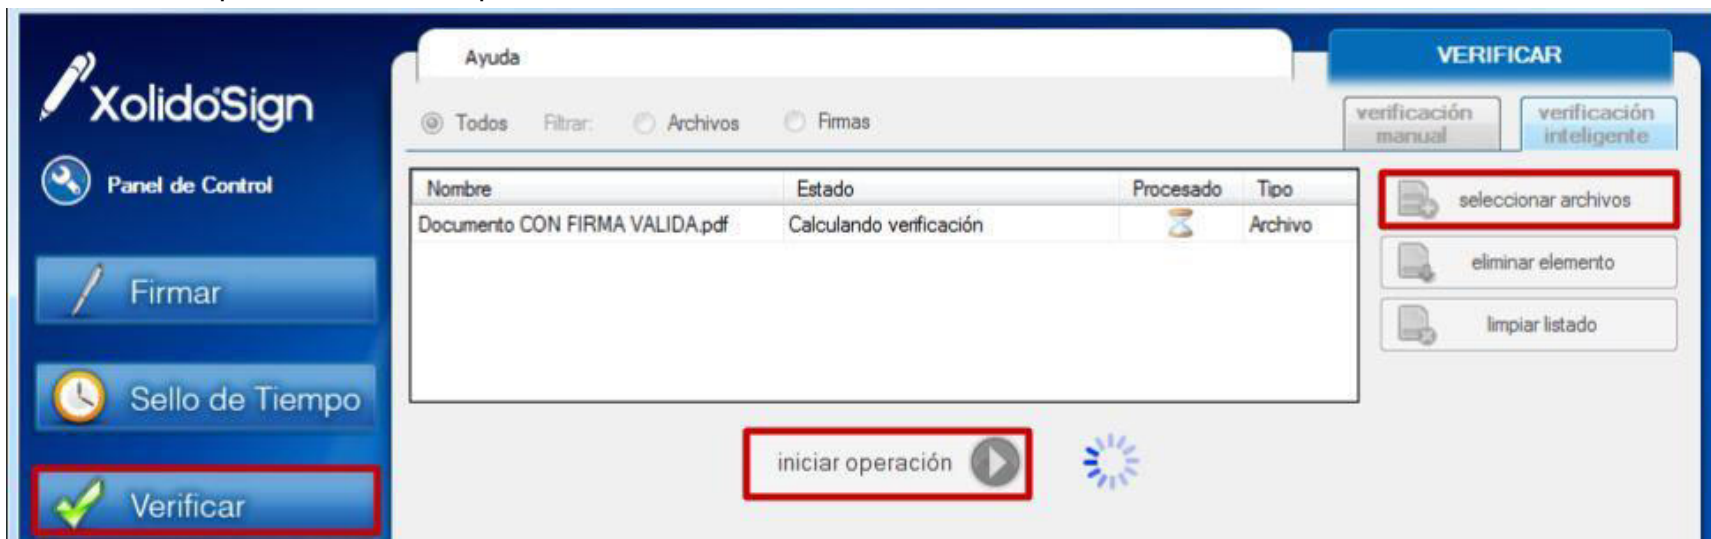 XolidoSign
Panel de Control
Firmar
Sello de Tiempo
Verificar
Ayuda
VERIFICAR
Todos Filtrar: Archivos Firmas
verificación
manual
verificación
inteligente
Nombre Estado Procesado Tipo
Documento CON FIRMA VALIDA.pdf Calculando verificación Archivo
seleccionar archivos
eliminar elemento
limpiar listado
iniciar operación